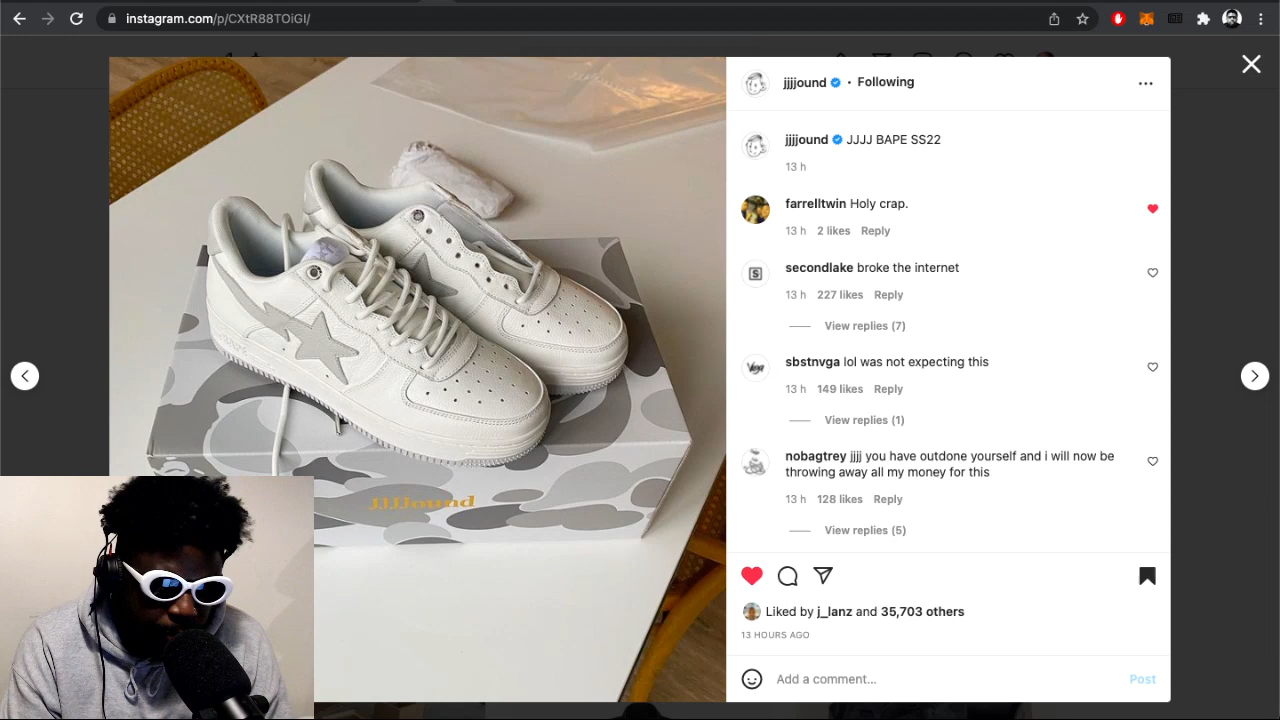 instagram.com/p/CXtR88TOiGI/
jjjjound • Following
jjjjound JJJJ BAPE SS22
13 h
farrelltwin Holy crap.
13 h 2 likes Reply
secondlake broke the internet
13 h 227 likes Reply
View replies (7)
sbstnvga lol was not expecting this
13 h 149 likes Reply
View replies (1)
nobagtrey jjjj you have outdone yourself and i will now be
throwing away all my money for this
13 h 128 likes Reply
View replies (5)
Liked by j_lanz and 35,703 others
13 HOURS AGO
Add a comment... Post
JJJJound